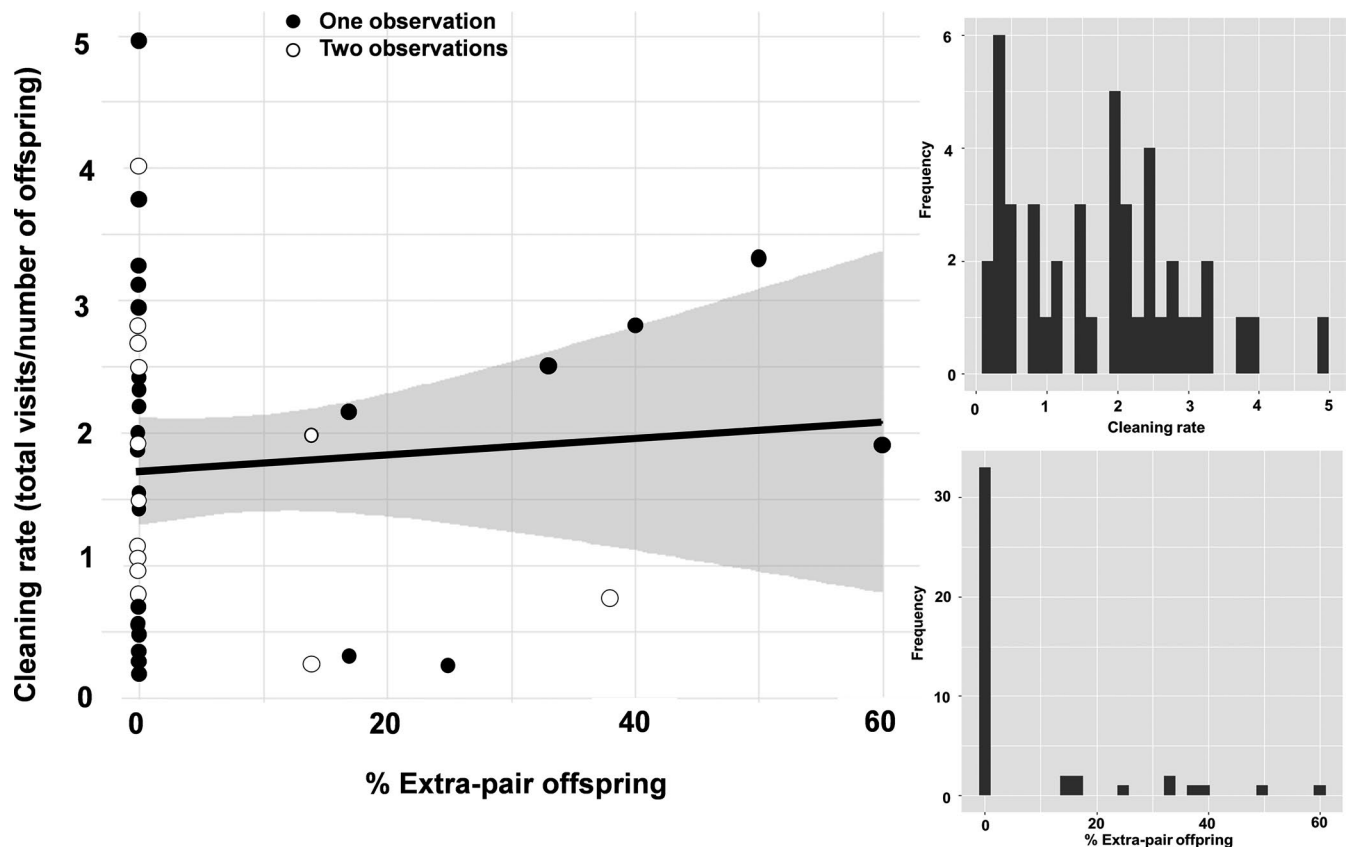 One observation
Two observations
Cleaning rate (total visits/number of offspring)
5
4
3
2
1
0
0 20 40 60
% Extra-pair offspring
Frequency
6
4
2
0
0 1 2 3 4 5
Cleaning rate
Frequency
30
20
10
0
0 20 40 60
% Extra-pair offpring